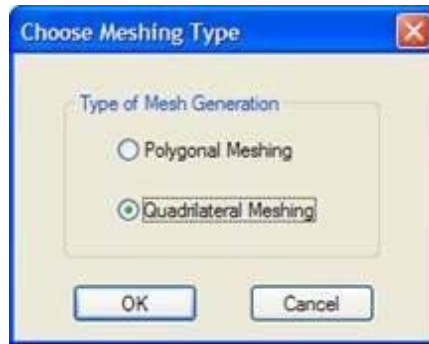 Choose Meshing Type
Type of Mesh Generation
Polygonal Meshing
Quadrilateral Meshing
OK
Cancel